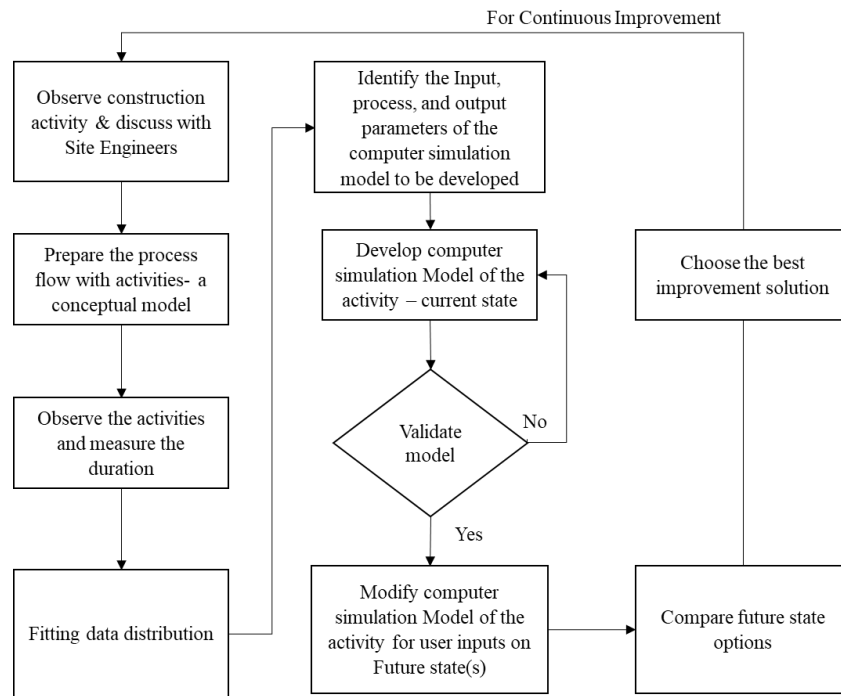 For Continuous Improvement
Observe construction
activity & discuss with
Site Engineers
Prepare the process
flow with activities- a
conceptual model
Observe the activities
and measure the
duration
Fitting data distribution
Identify the Input,
process, and output
parameters of the
computer simulation
model to be developed
Develop computer
simulation Model of the
activity – current state
Validate
model
No
Yes
Modify computer
simulation Model of the
activity for user inputs on
Future state(s)
Compare future state
options
Choose the best
improvement solution